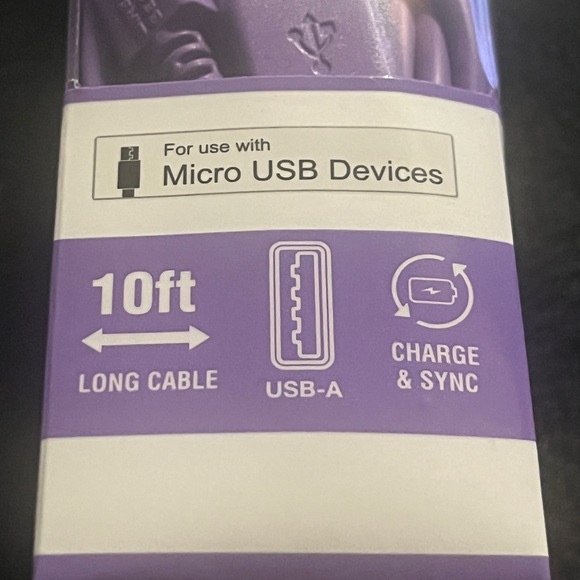 For use with
Micro USB Devices
10ft
LONG CABLE
USB-A
CHARGE
& SYNC